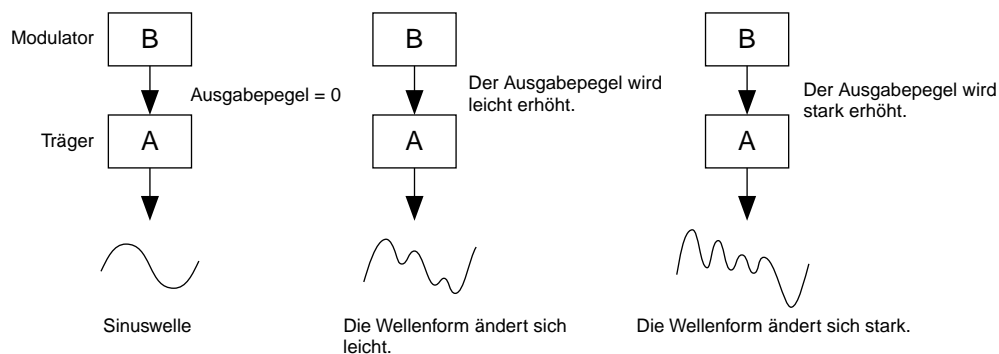 Modulator
B
Ausgabepegel = 0
Träger
A
Sinuswelle
B
Der Ausgabepegel wird
leicht erhöht.
A
Die Wellenform ändert sich
leicht.
B
Der Ausgabepegel wird
stark erhöht.
A
Die Wellenform ändert sich stark.